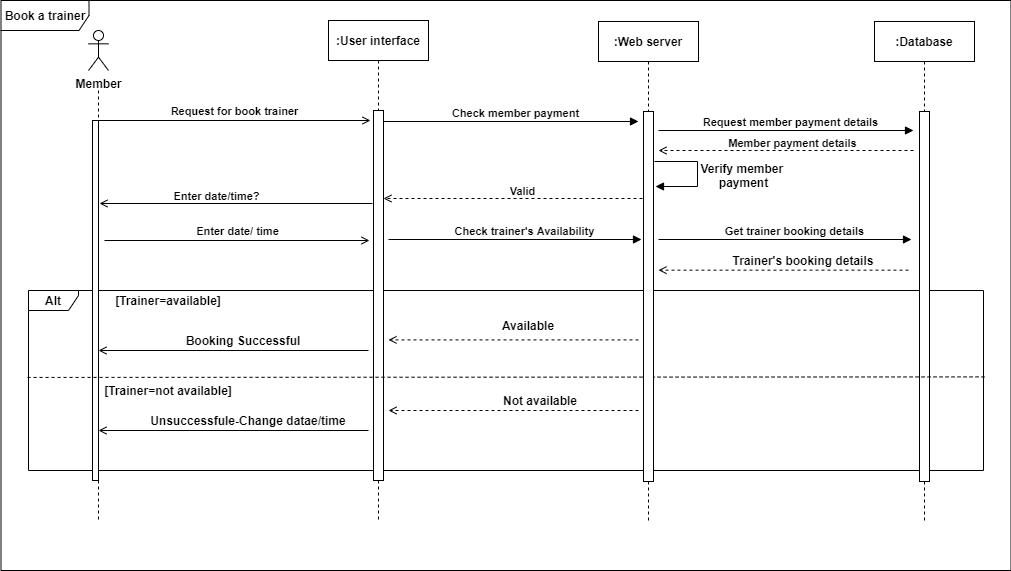 Book a trainer
:User interface
:Web server
:Database
Member
Request for book trainer
Check member payment
Request member payment details
Member payment details
Verify member
payment
Valid
Enter date/time?
Enter date/ time
Check trainer's Availability
Get trainer booking details
Trainer's booking details
Alt
[Trainer=available]
Available
Booking Successful
[Trainer=not available]
Not available
Unsuccessfule-Change datae/time